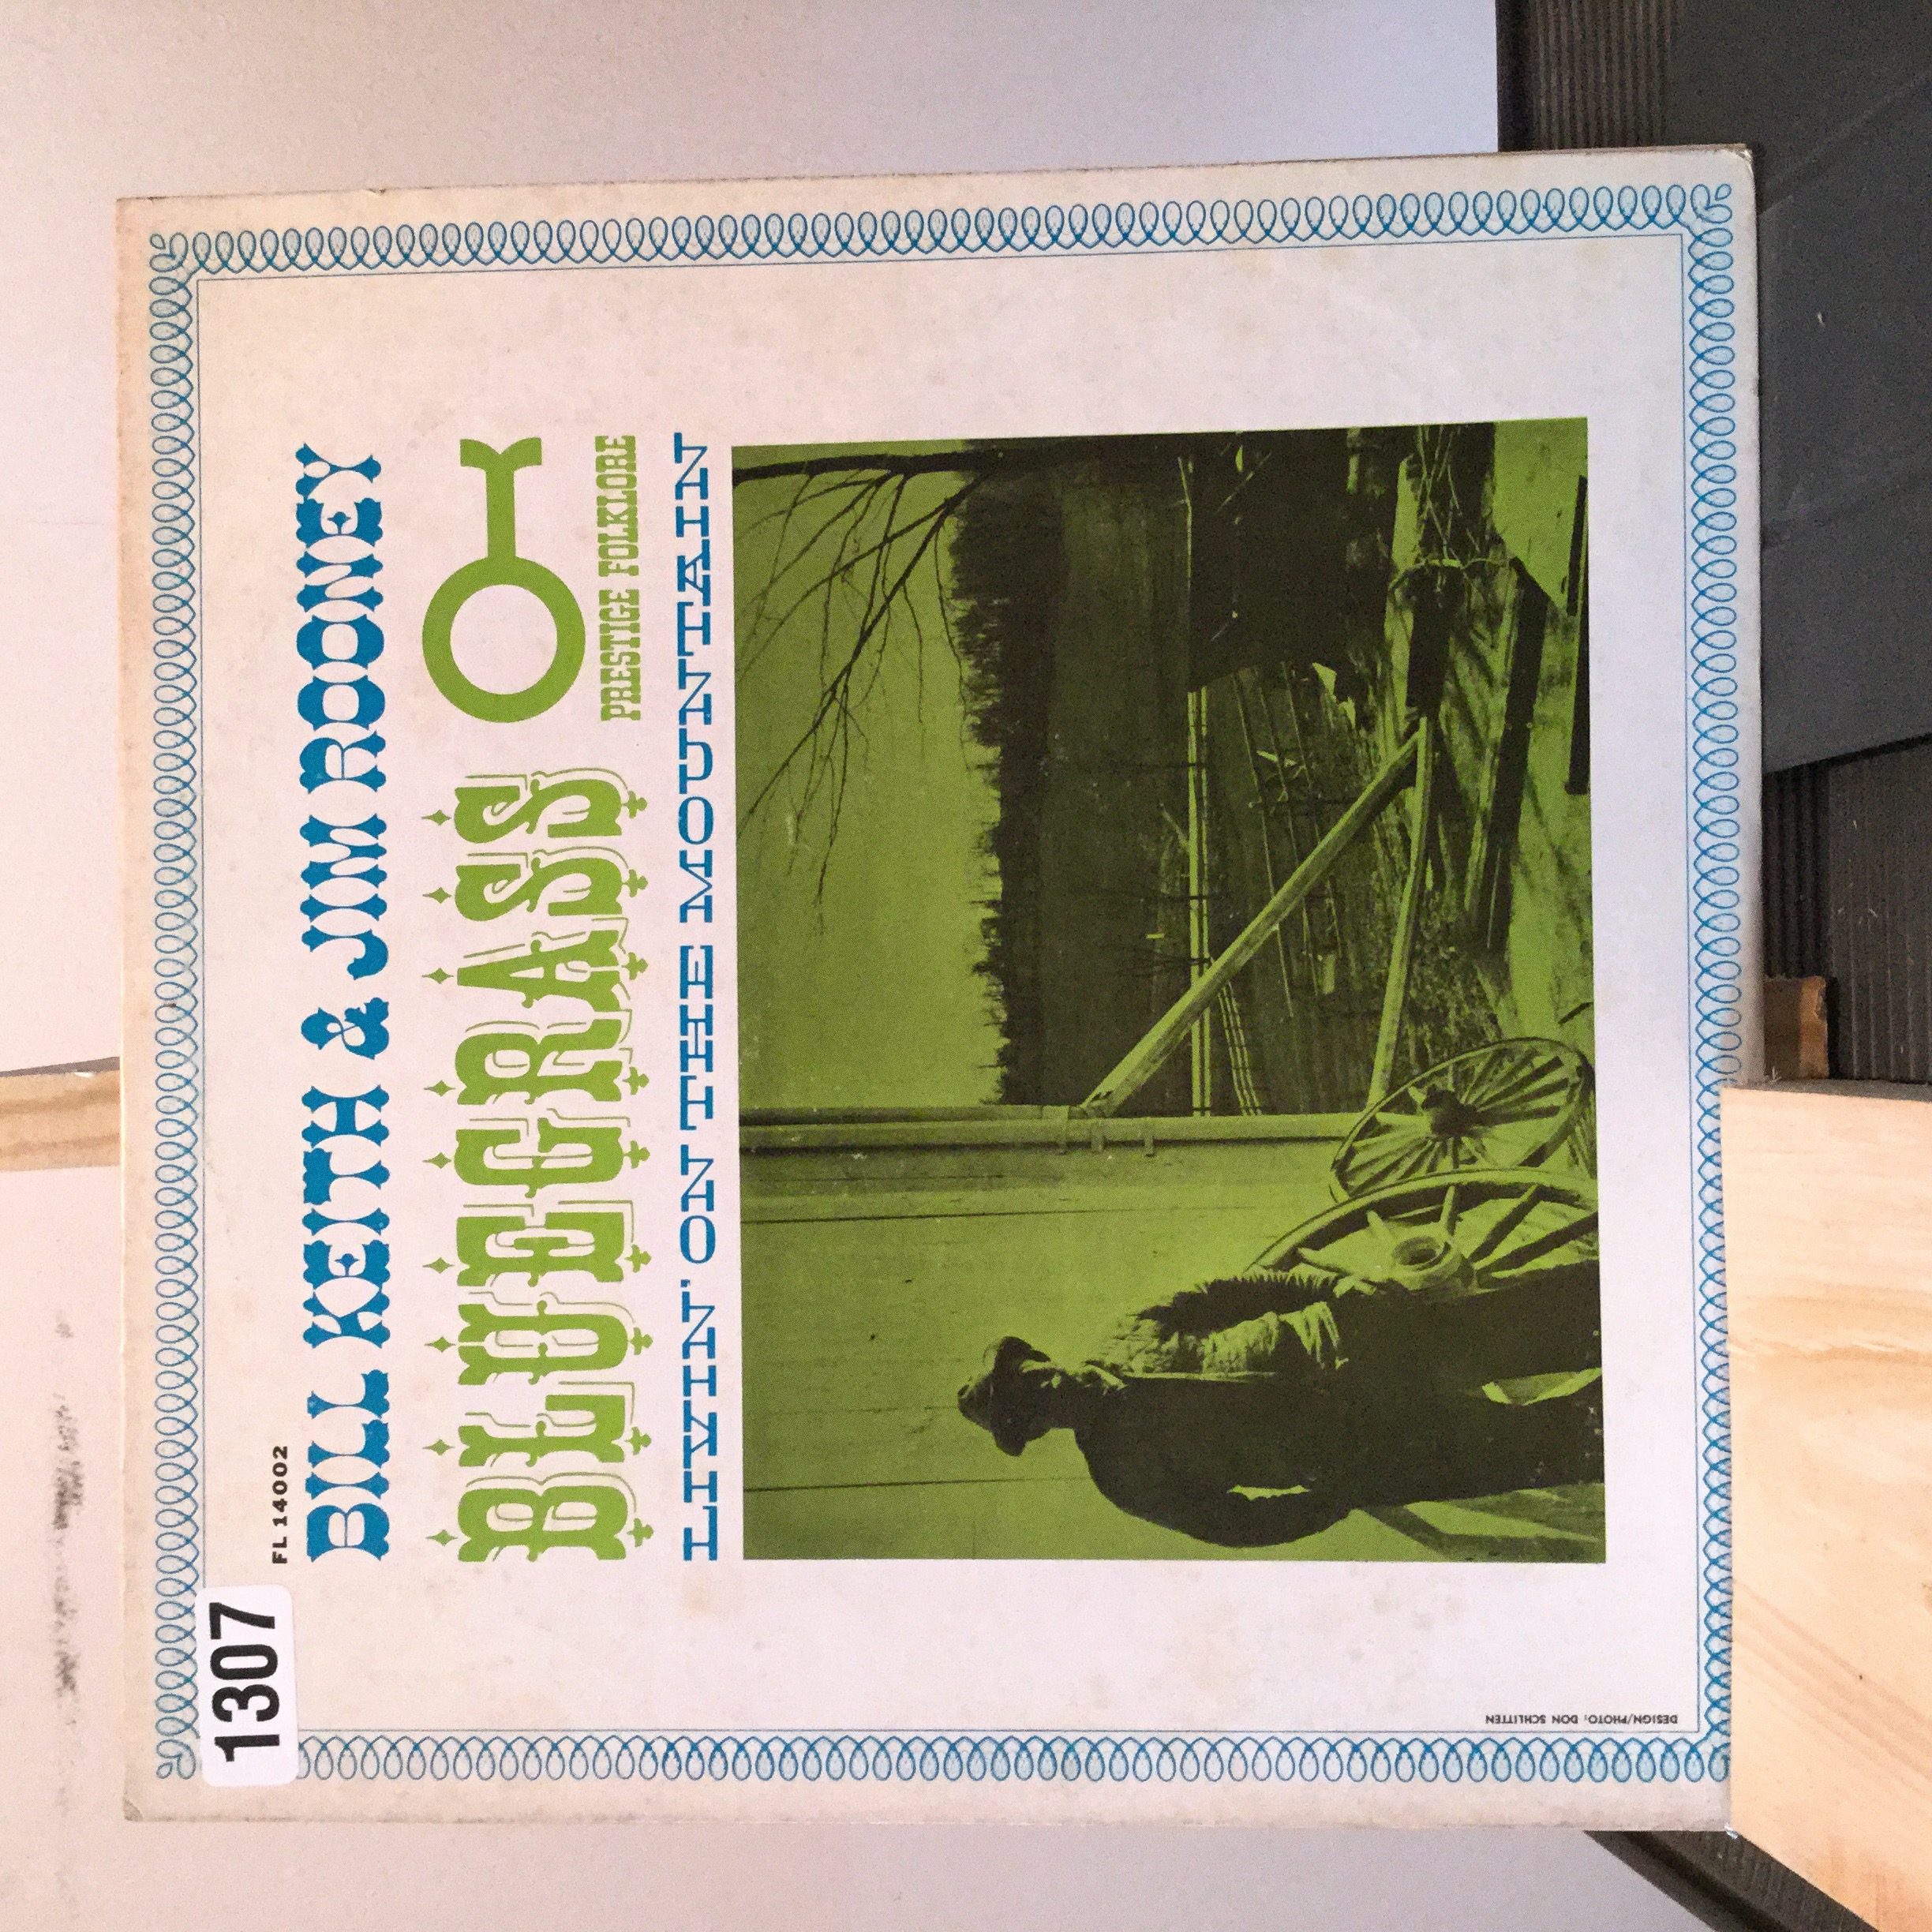 1307
FL 14002
BILL KEITH & JIM ROONEY
BLUEGRASS
PRESTIGE FOLKLORE
LIVIN' ON THE MOUNTAIN
DESIGN/PHOTO: DON SCHLITTEN